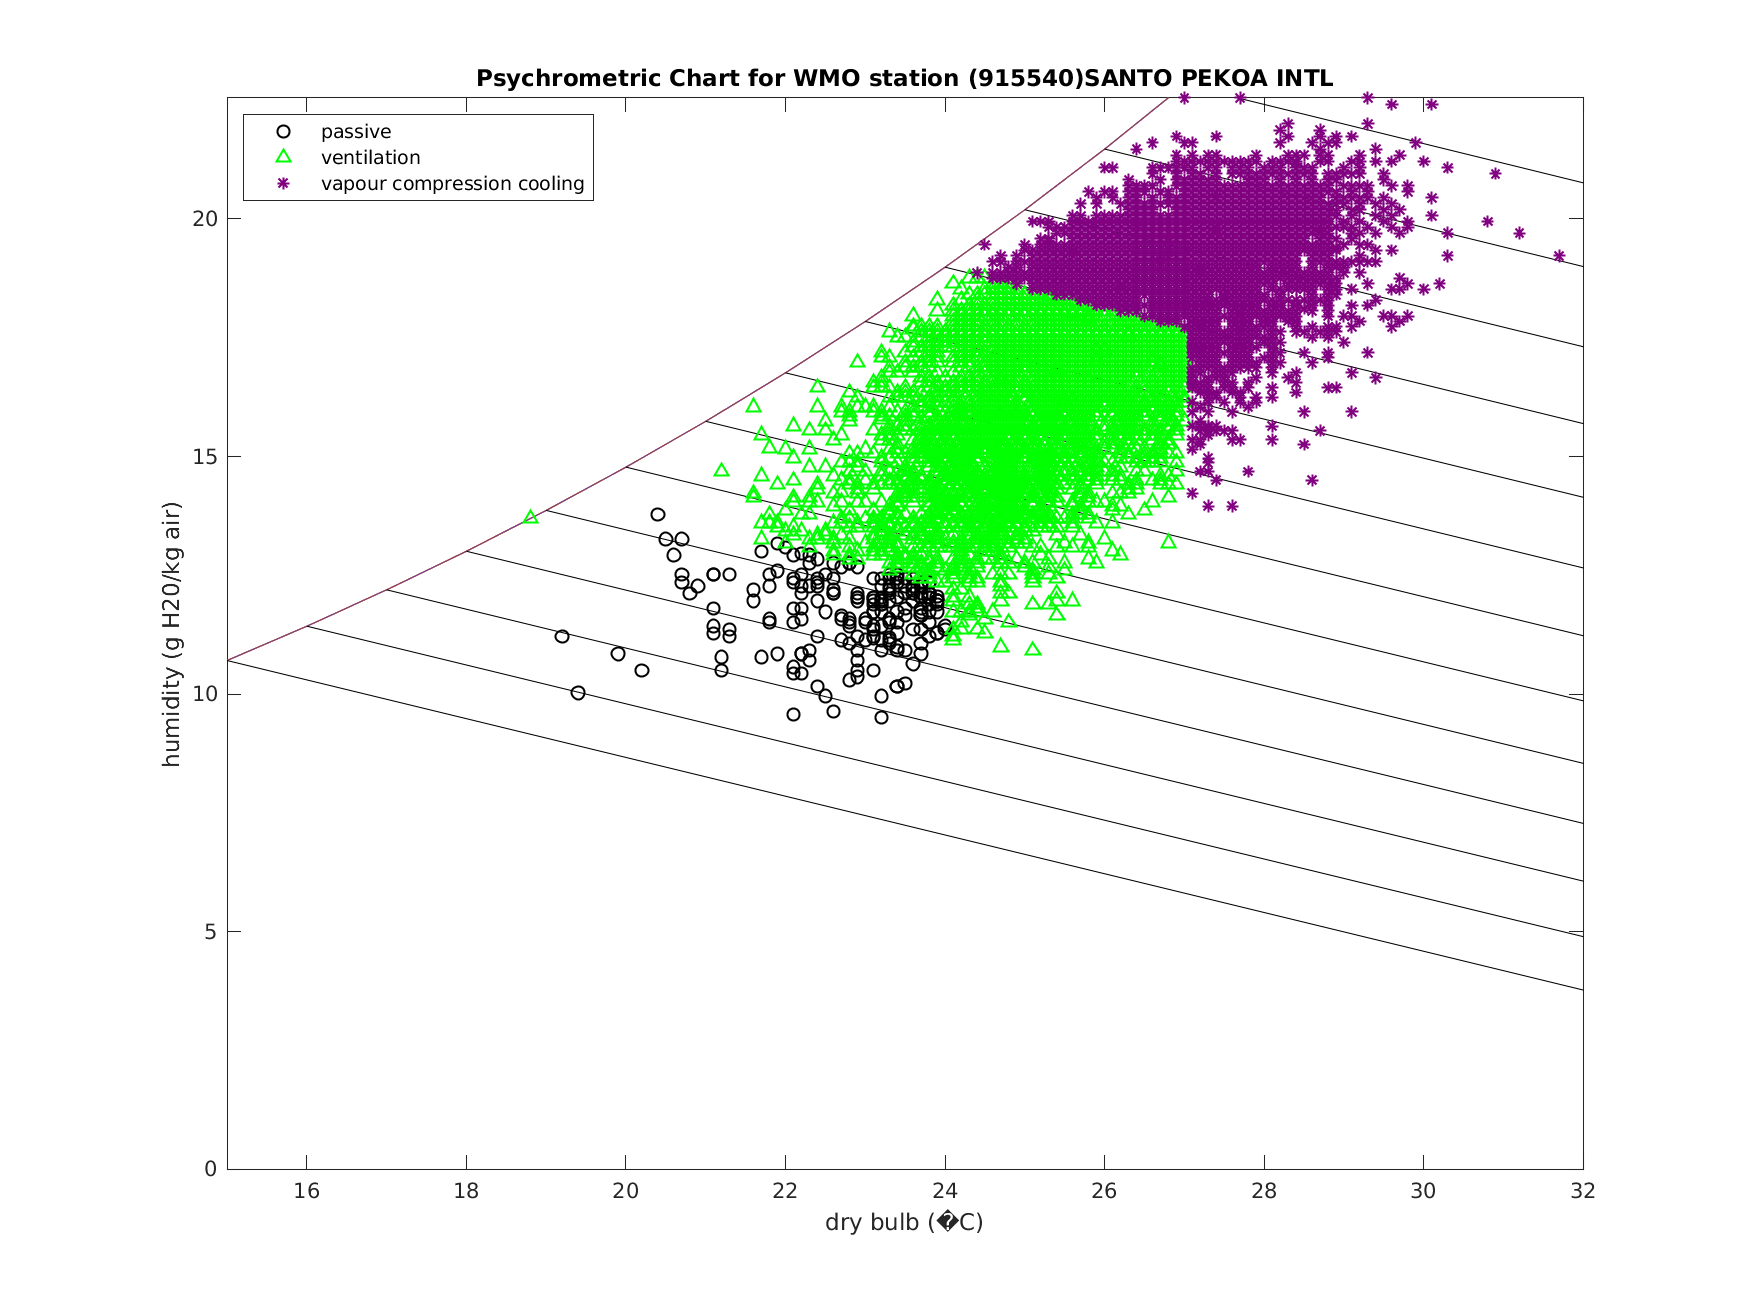 Psychrometric Chart for WMO station (915540)SANTO PEKOA INTL
passive
ventilation
vapour compression cooling
20
15
10
5
0
humidity (g H20/kg air)
16 18 20 22 24 26 28 30 32
dry bulb (�C)